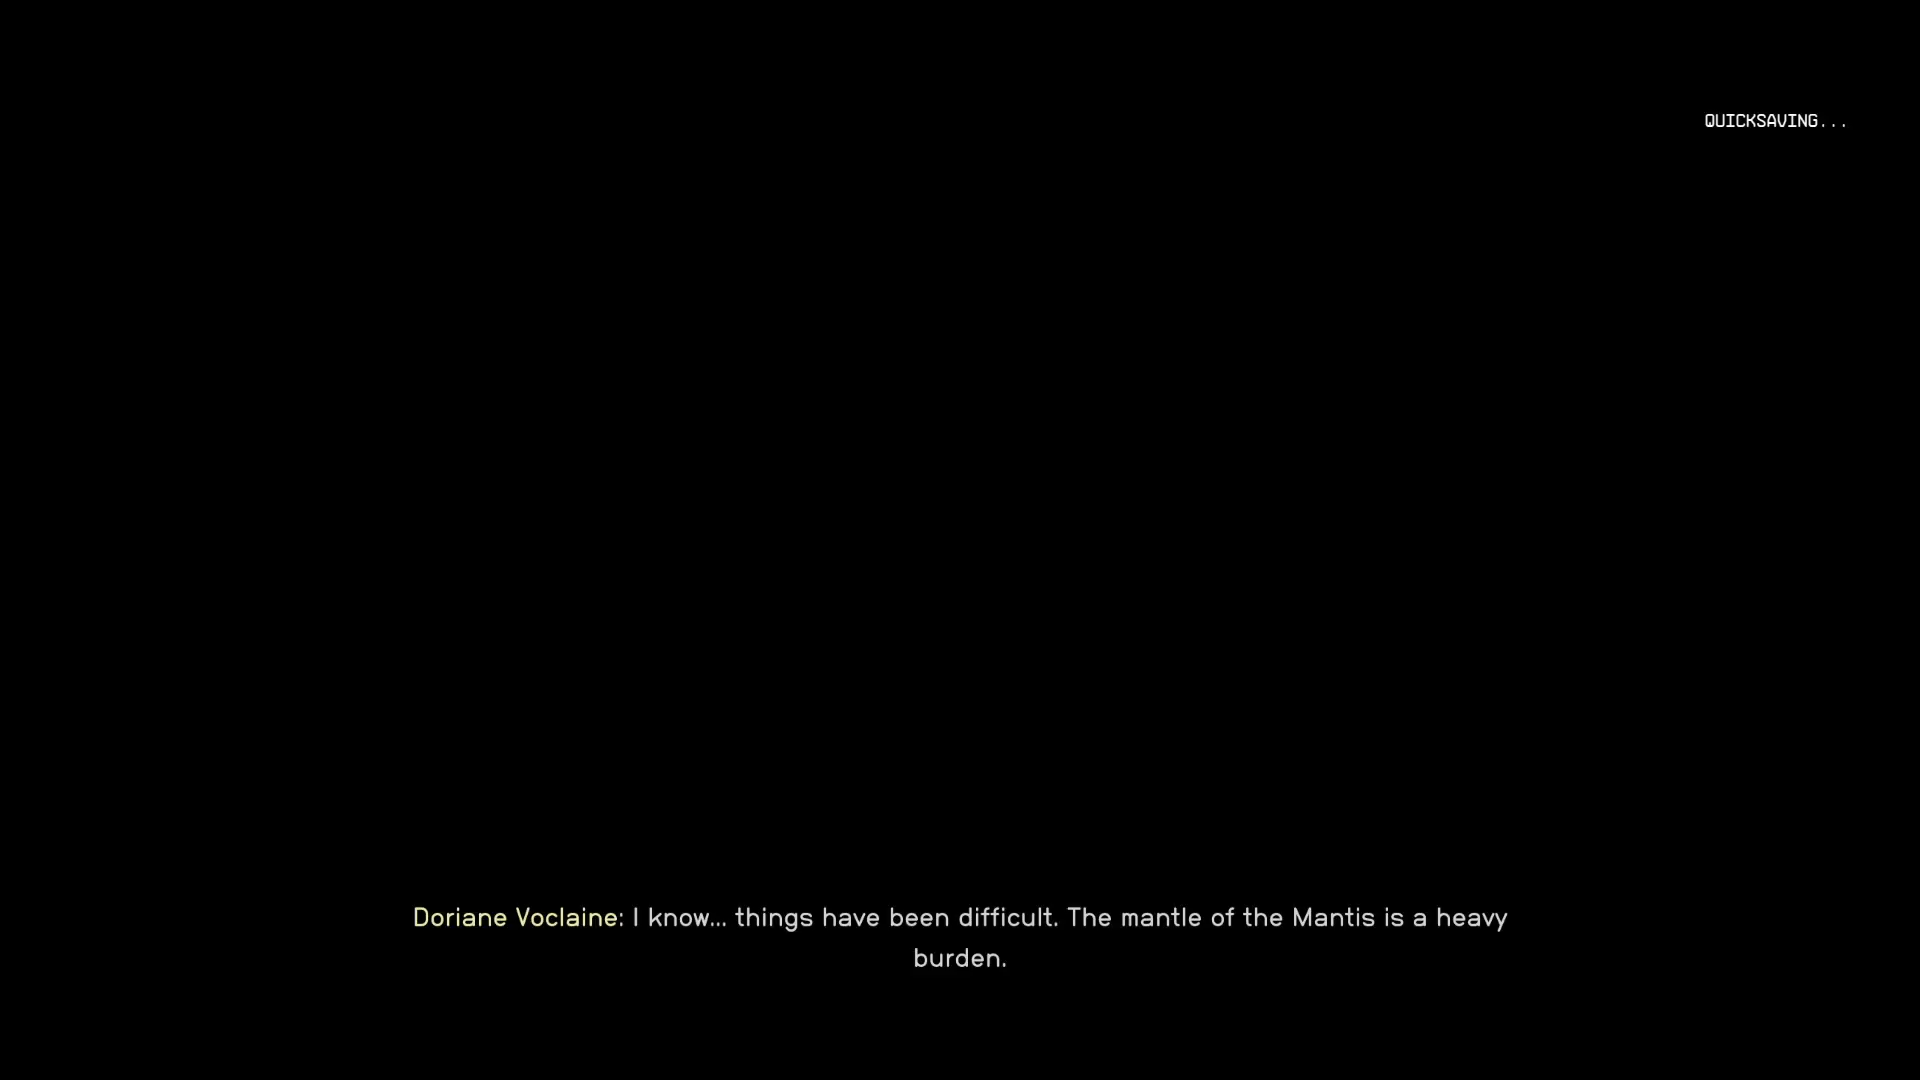 QUICKSAVING...
Doriane Voclaine: I know... things have been difficult. The mantle of the Mantis is a heavy
burden.